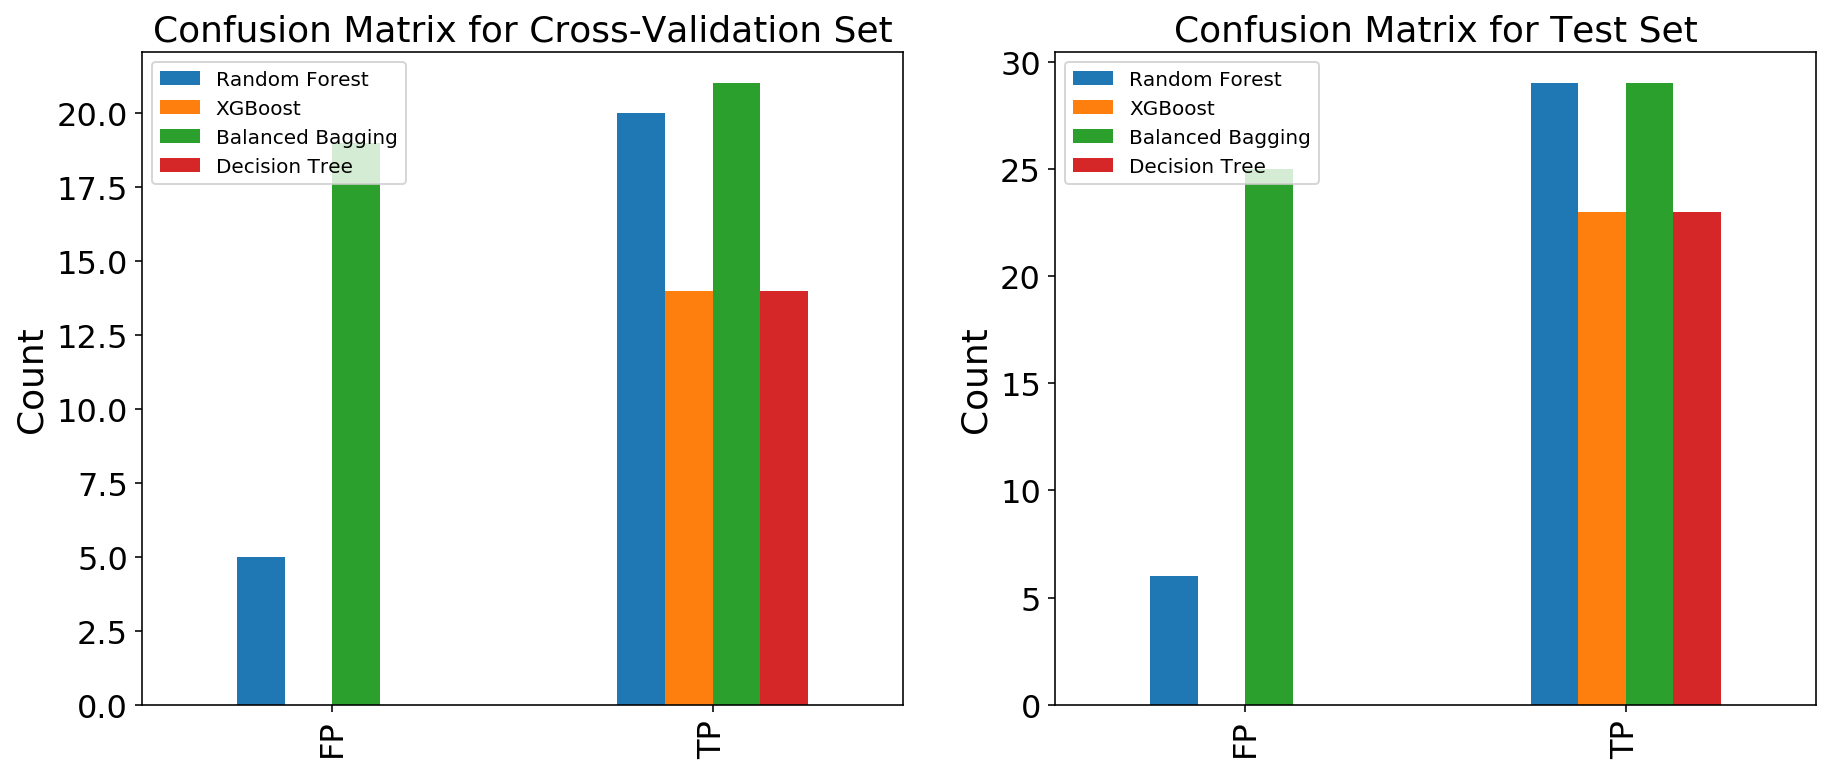 Confusion Matrix for Cross-Validation Set
Random Forest
XGBoost
Balanced Bagging
Decision Tree
20.0
17.5
15.0
12.5
10.0
7.5
5.0
2.5
0.0
Count
FP
TP
Confusion Matrix for Test Set
Random Forest
XGBoost
Balanced Bagging
Decision Tree
30
25
20
15
10
5
0
Count
FP
TP